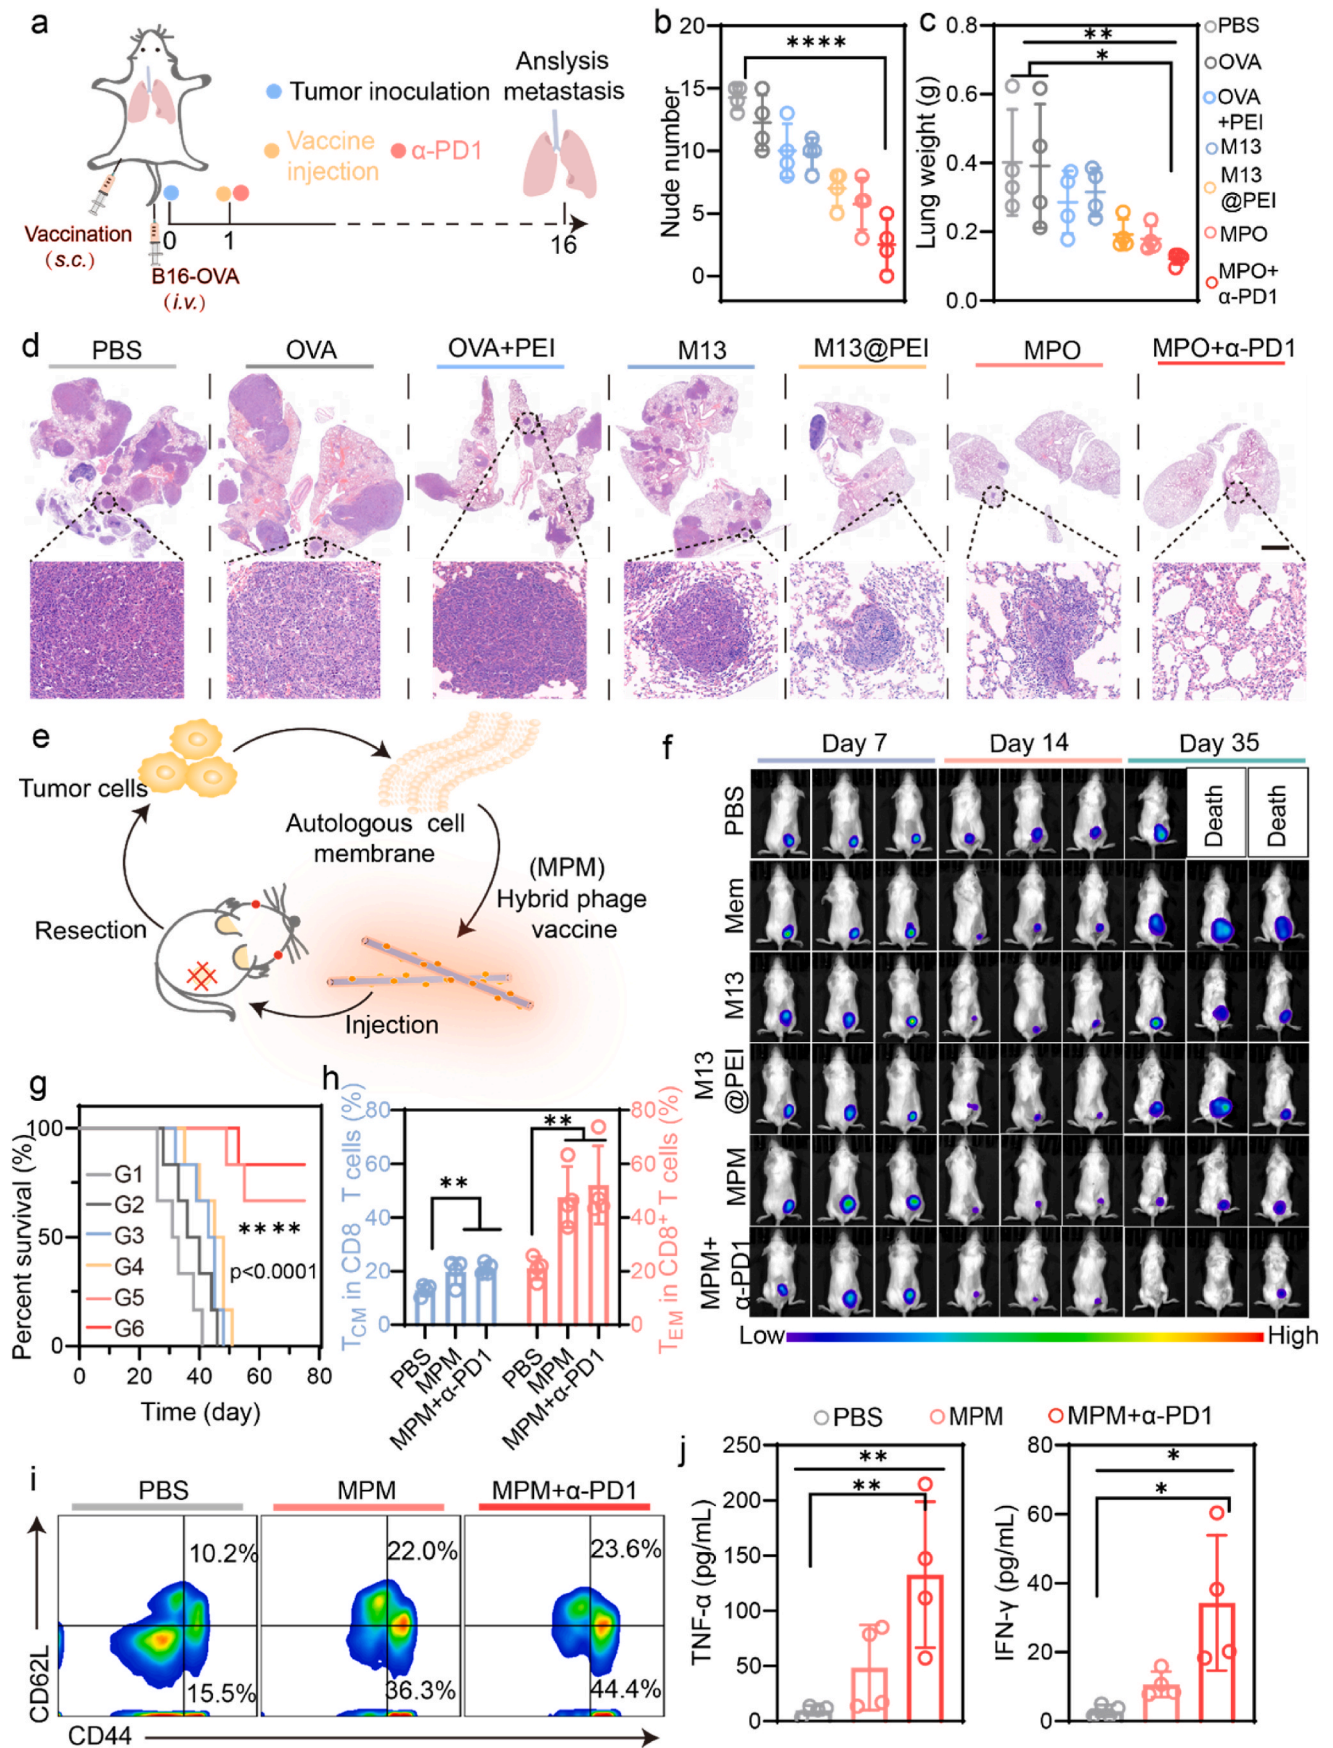 a
Anslysis
metastasis
Tumor inoculation
Vaccine
injection
α-PD1
Vaccination
(s.c.)
0
1
16
B16-OVA
(i.v.)
b
Nude number
20
15
10
5
0
****
c
Lung weight (g)
0.8
0.6
0.4
0.2
0.0
**
*
PBS
OVA
OVA
+PEI
M13
M13
@PEI
MPO
MPO+
α-PD1
d
PBS
OVA
OVA+PEI
M13
M13@PEI
MPO
MPO+α-PD1
e
Tumor cells
Autologous cell
membrane
(MPM)
Hybrid phage
vaccine
Resection
Injection
f
Day 7
Day 14
Day 35
PBS
Death
Death
Mem
M13
M13
@PEI
MPM
MPM+
α-PD1
Low
High
g
Percent survival (%)
100
50
0
G1
G2
G3
G4
G5
G6
****
p<0.0001
0
20
40
60
80
Time (day)
h
TCM in CD8 T cells (%)
80
60
40
20
0
**
**
80
60
40
20
0
TEM in CD8+ T cells (%)
PBS
MPM
MPM+α-PD1
PBS
MPM
MPM+α-PD1
i
PBS
MPM
MPM+α-PD1
10.2%
22.0%
23.6%
15.5%
36.3%
44.4%
CD62L
CD44
j
PBS
MPM
MPM+α-PD1
TNF-α (pg/mL)
250
200
150
100
50
0
**
**
IFN-γ (pg/mL)
80
60
40
20
0
*
*